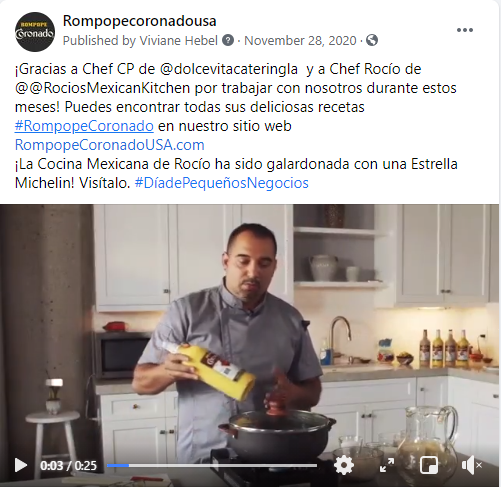 Rompopecoronadousa
Published by Viviane Hebel · November 28, 2020 ·
¡Gracias a Chef CP de @dolcevitacateringla y a Chef Rocío de
@@RociosMexicanKitchen por trabajar con nosotros durante estos
meses! Puedes encontrar todas sus deliciosas recetas
#RompopeCoronado en nuestro sitio web
RompopeCoronadoUSA.com
¡La Cocina Mexicana de Rocío ha sido galardonada con una Estrella
Michelin! Visítalo. #DíadePequeñosNegocios
ROMPOPE
Coronado
0:03 / 0:25